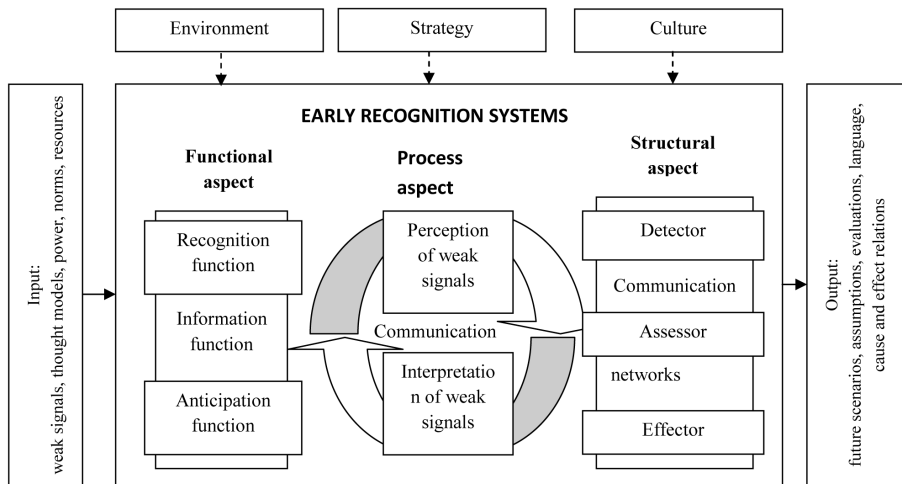 Environment
Strategy
Culture
Input:
weak signals, thought models, power, norms, resources
EARLY RECOGNITION SYSTEMS
Functional
aspect
Recognition
function
Information
function
Anticipation
function
Process
aspect
Perception
of weak
signals
Communication
Interpretatio
n of weak
signals
Structural
aspect
Detector
Communication
Assessor
networks
Effector
Output:
future scenarios, assumptions, evaluations, language,
cause and effect relations